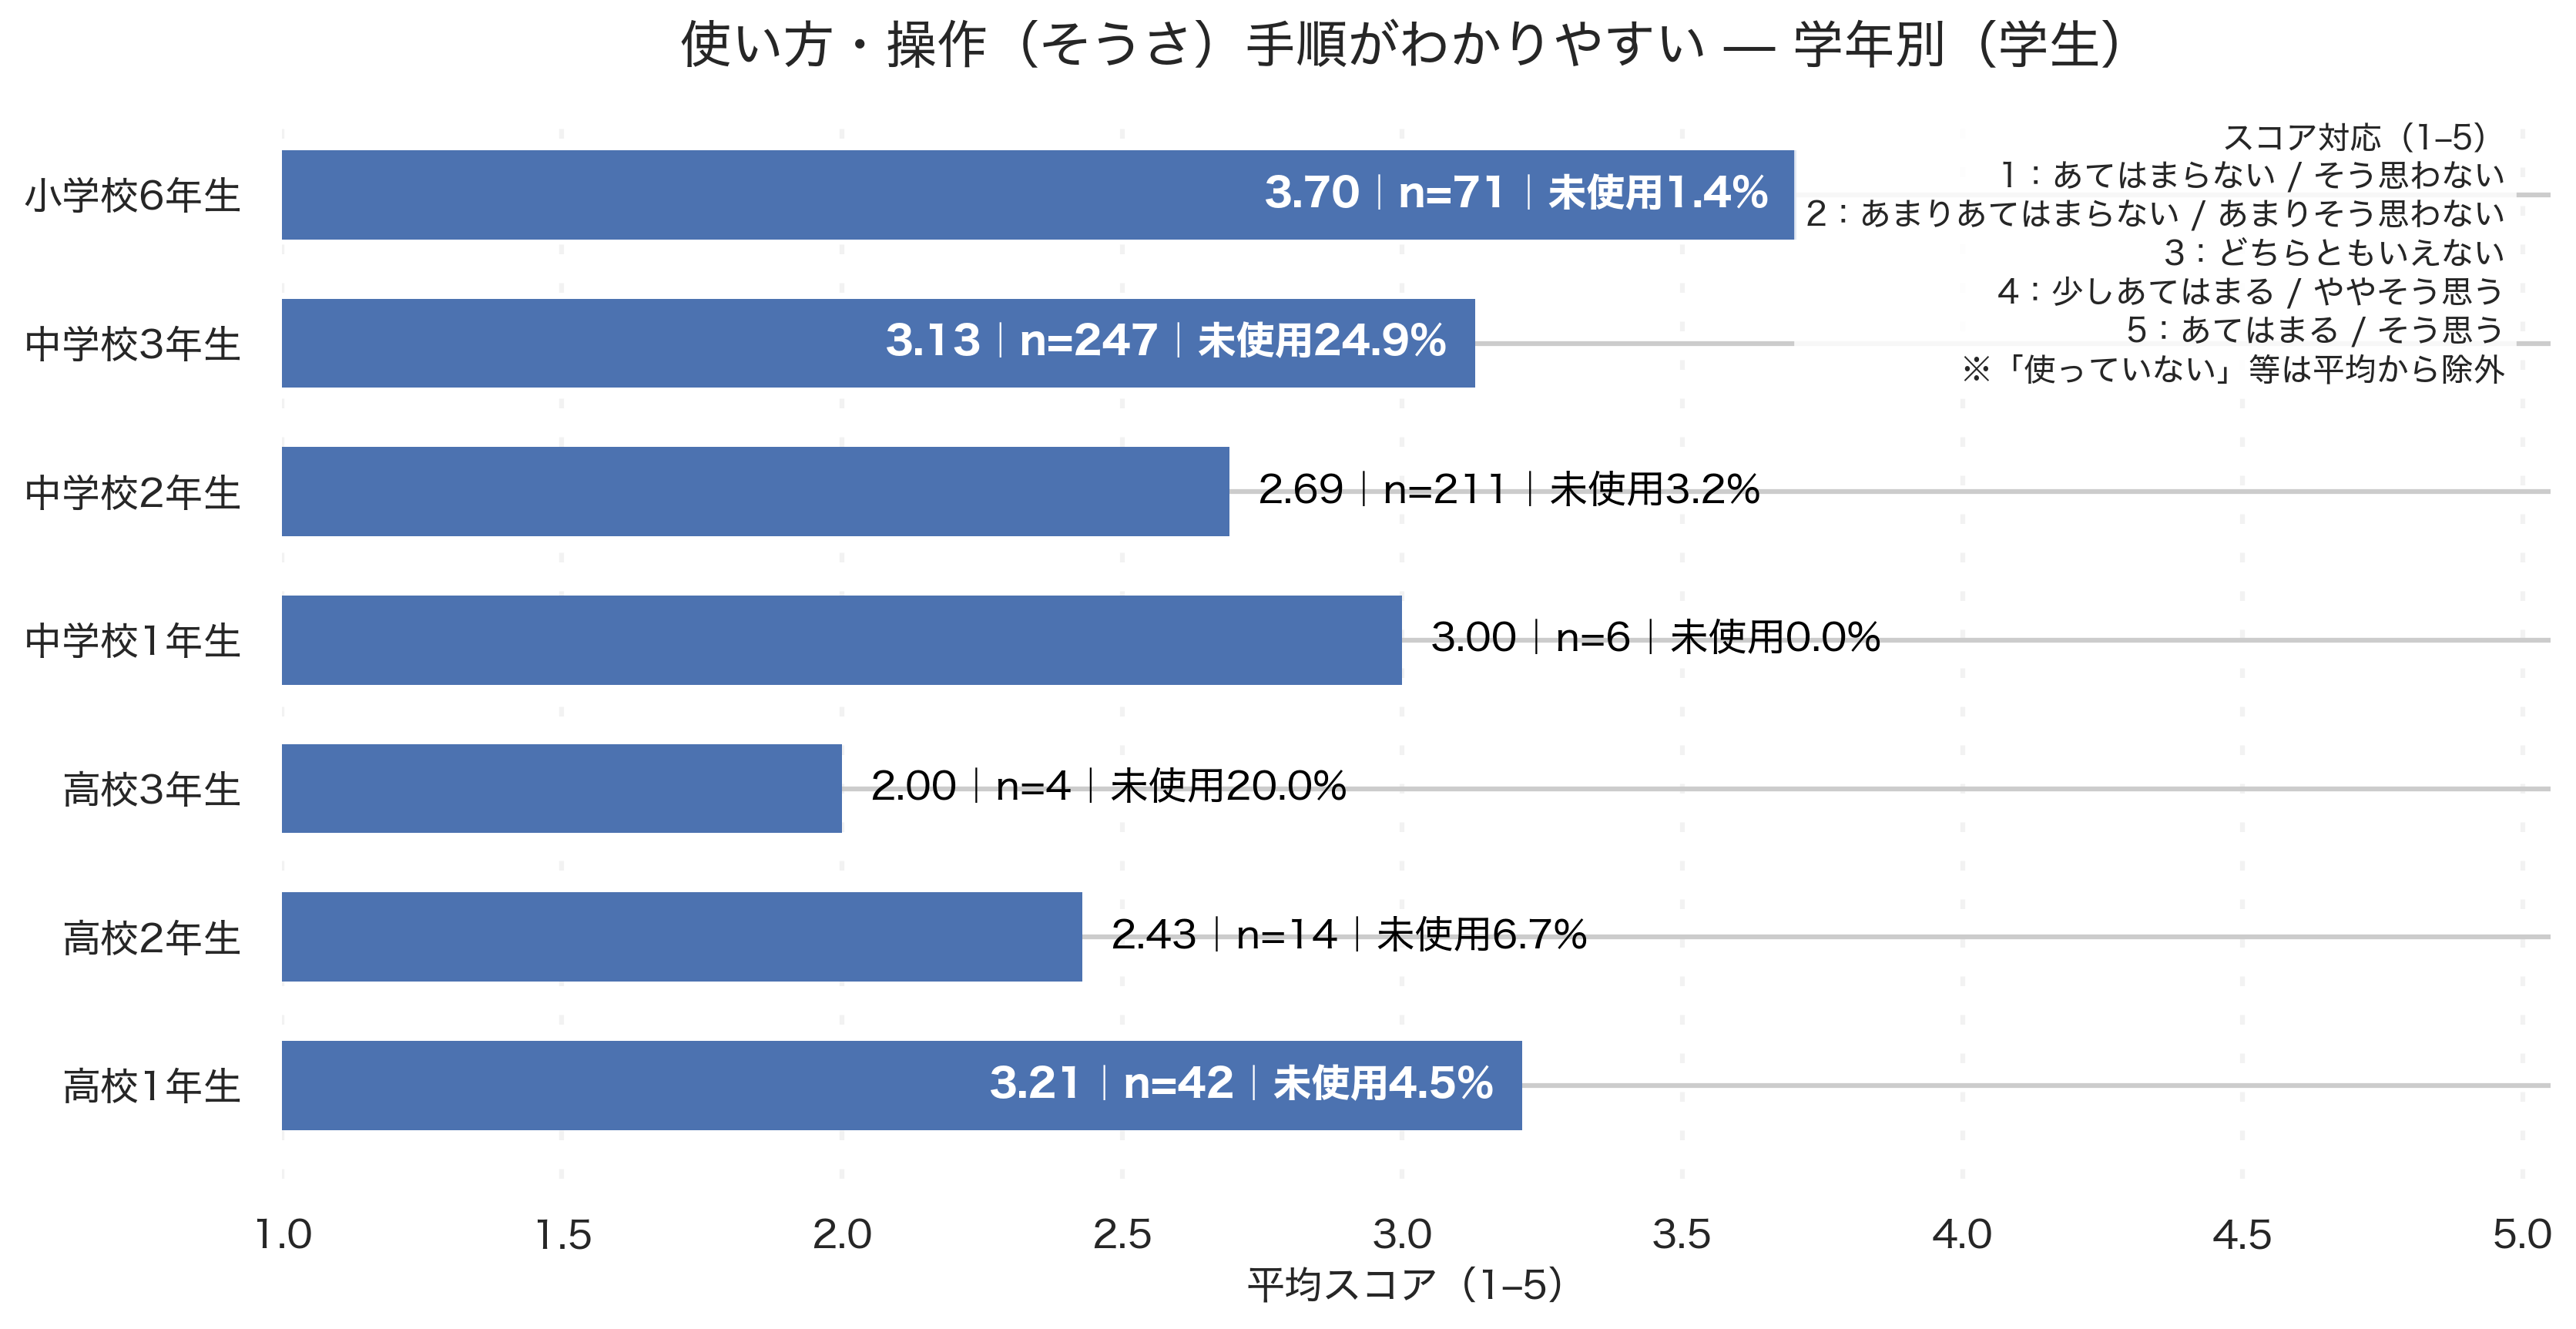 使い方・操作（そうさ）手順がわかりやすい — 学年別（学生）
スコア対応（1–5）
1：あてはまらない / そう思わない
2：あまりあてはまらない / あまりそう思わない
3：どちらともいえない
4：少しあてはまる / ややそう思う
5：あてはまる / そう思う
※「使っていない」等は平均から除外
小学校6年生 3.70｜n=71｜未使用1.4%
中学校3年生 3.13｜n=247｜未使用24.9%
中学校2年生 2.69｜n=211｜未使用3.2%
中学校1年生 3.00｜n=6｜未使用0.0%
高校3年生 2.00｜n=4｜未使用20.0%
高校2年生 2.43｜n=14｜未使用6.7%
高校1年生 3.21｜n=42｜未使用4.5%
1.0 1.5 2.0 2.5 3.0 3.5 4.0 4.5 5.0
平均スコア（1–5）